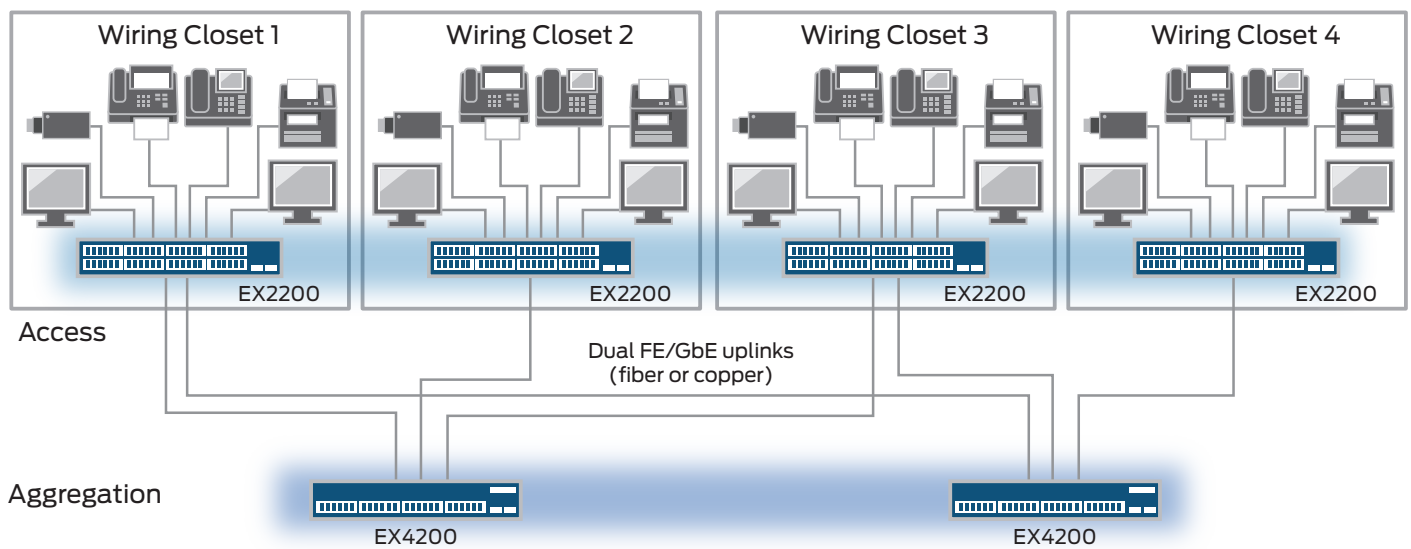 Wiring Closet 1
Wiring Closet 2
Wiring Closet 3
Wiring Closet 4
EX2200
EX2200
EX2200
EX2200
Access
Dual FE/GbE uplinks
(fiber or copper)
Aggregation
EX4200
EX4200